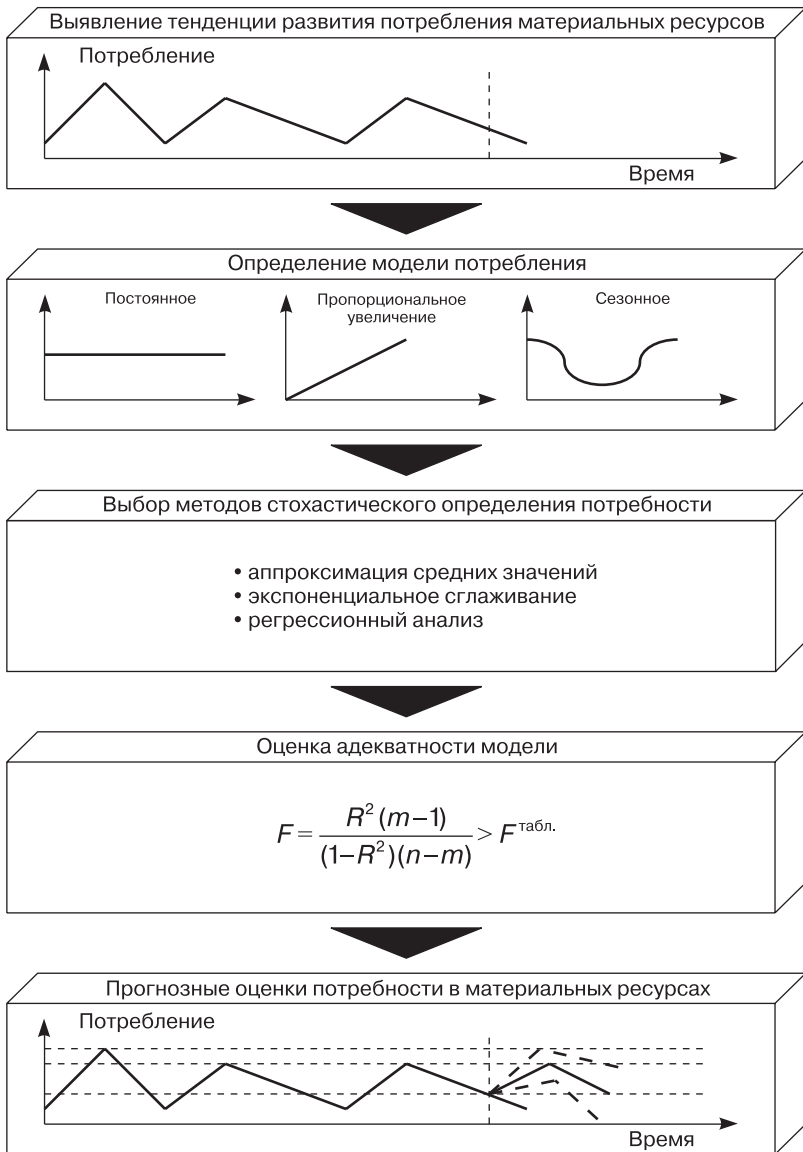 Выявление тенденции развития потребления материальных ресурсов
Потребление
Время
Определение модели потребления
Постоянное
Пропорциональное
увеличение
Сезонное
Выбор методов стохастического определения потребности
• аппроксимация средних значений
• экспоненциальное сглаживание
• регрессионный анализ
Оценка адекватности модели
F = R² (m–1) / (1–R²)(n–m) > F табл.
Прогнозные оценки потребности в материальных ресурсах
Потребление
Время